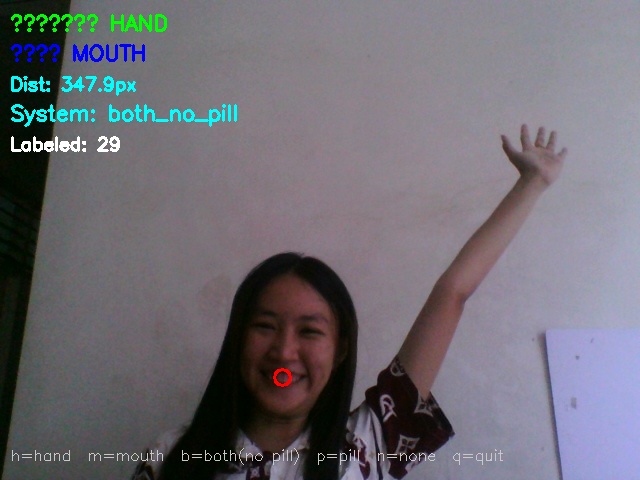 ??????? HAND
???? MOUTH
Dist: 347.9px
System: both_no_pill
Labeled: 29
h=hand m=mouth b=both(no pill) p=pill n=none q=quit